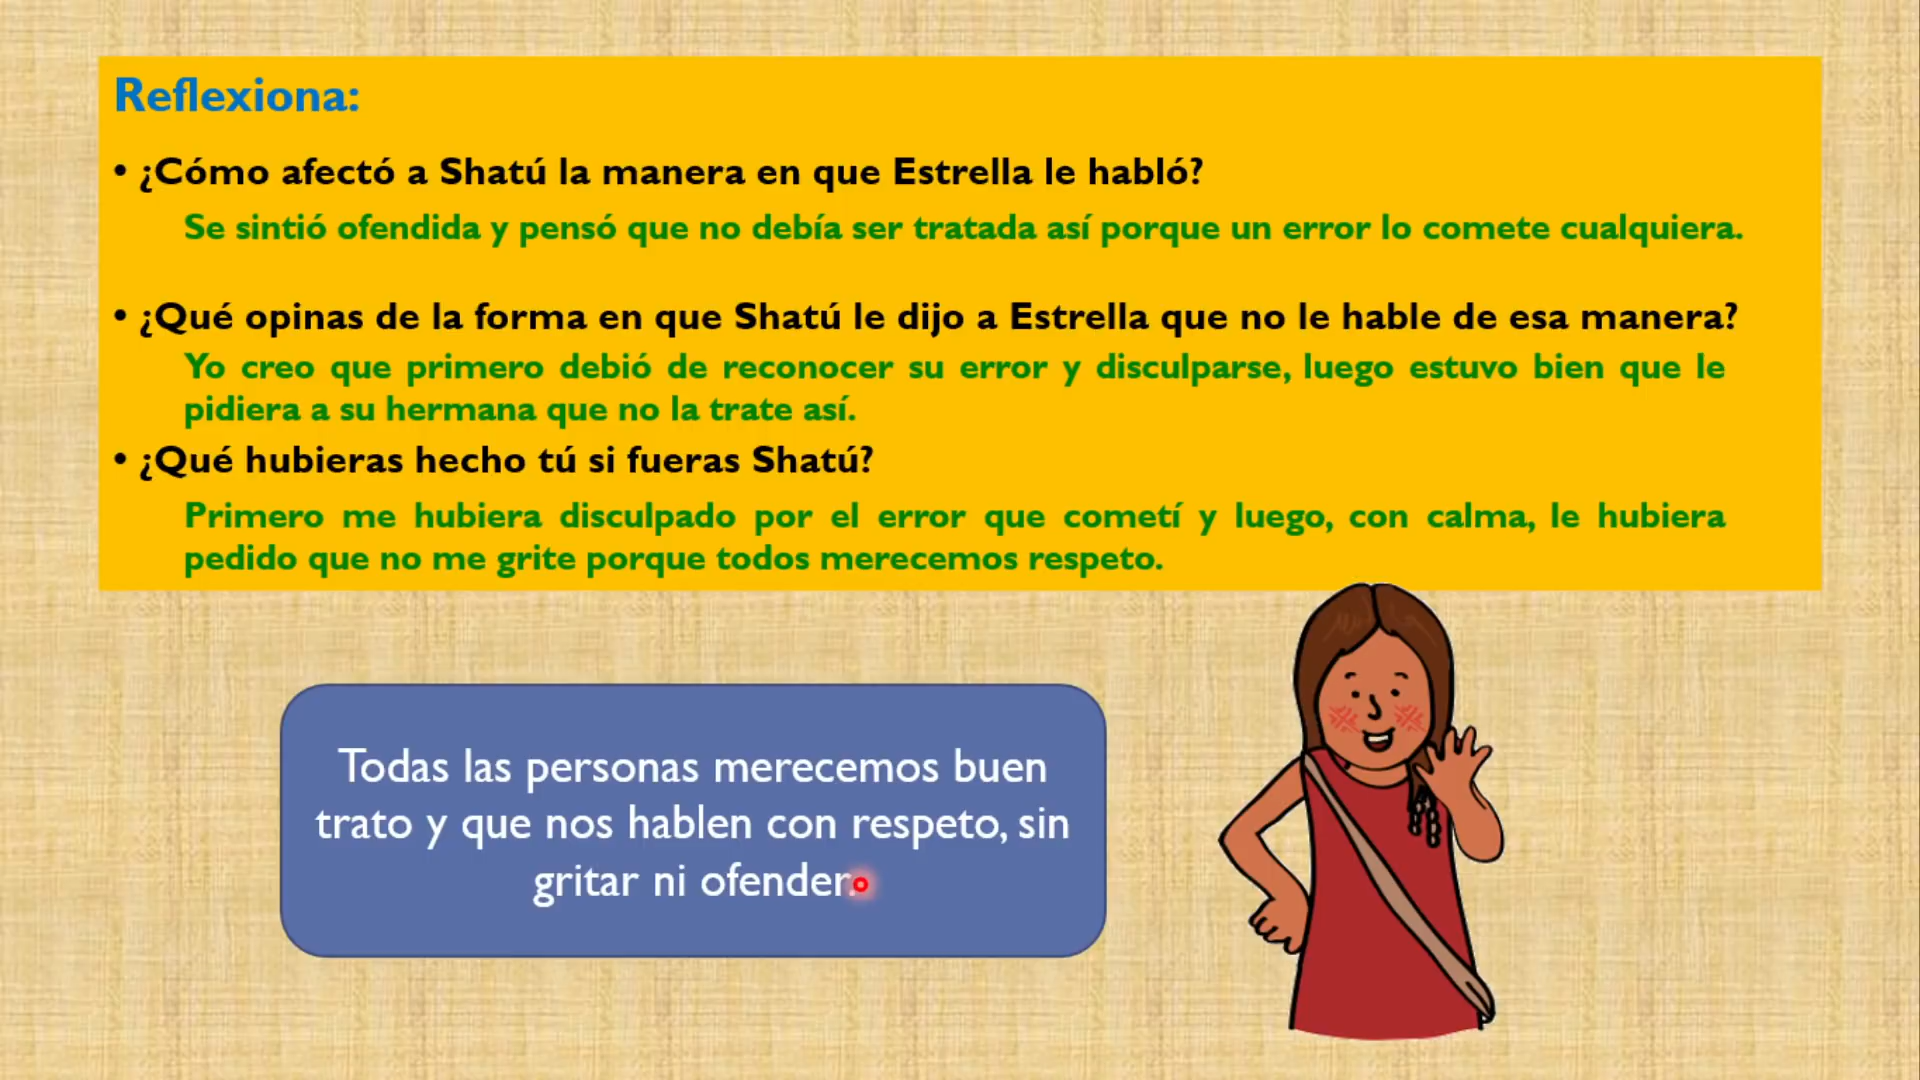 Reflexiona:
• ¿Cómo afectó a Shatú la manera en que Estrella le habló?
Se sintió ofendida y pensó que no debía ser tratada así porque un error lo comete cualquiera.
• ¿Qué opinas de la forma en que Shatú le dijo a Estrella que no le hable de esa manera?
Yo creo que primero debió de reconocer su error y disculparse, luego estuvo bien que le
pidiera a su hermana que no la trate así.
• ¿Qué hubieras hecho tú si fueras Shatú?
Primero me hubiera disculpado por el error que cometí y luego, con calma, le hubiera
pedido que no me grite porque todos merecemos respeto.
Todas las personas merecemos buen
trato y que nos hablen con respeto, sin
gritar ni ofender.